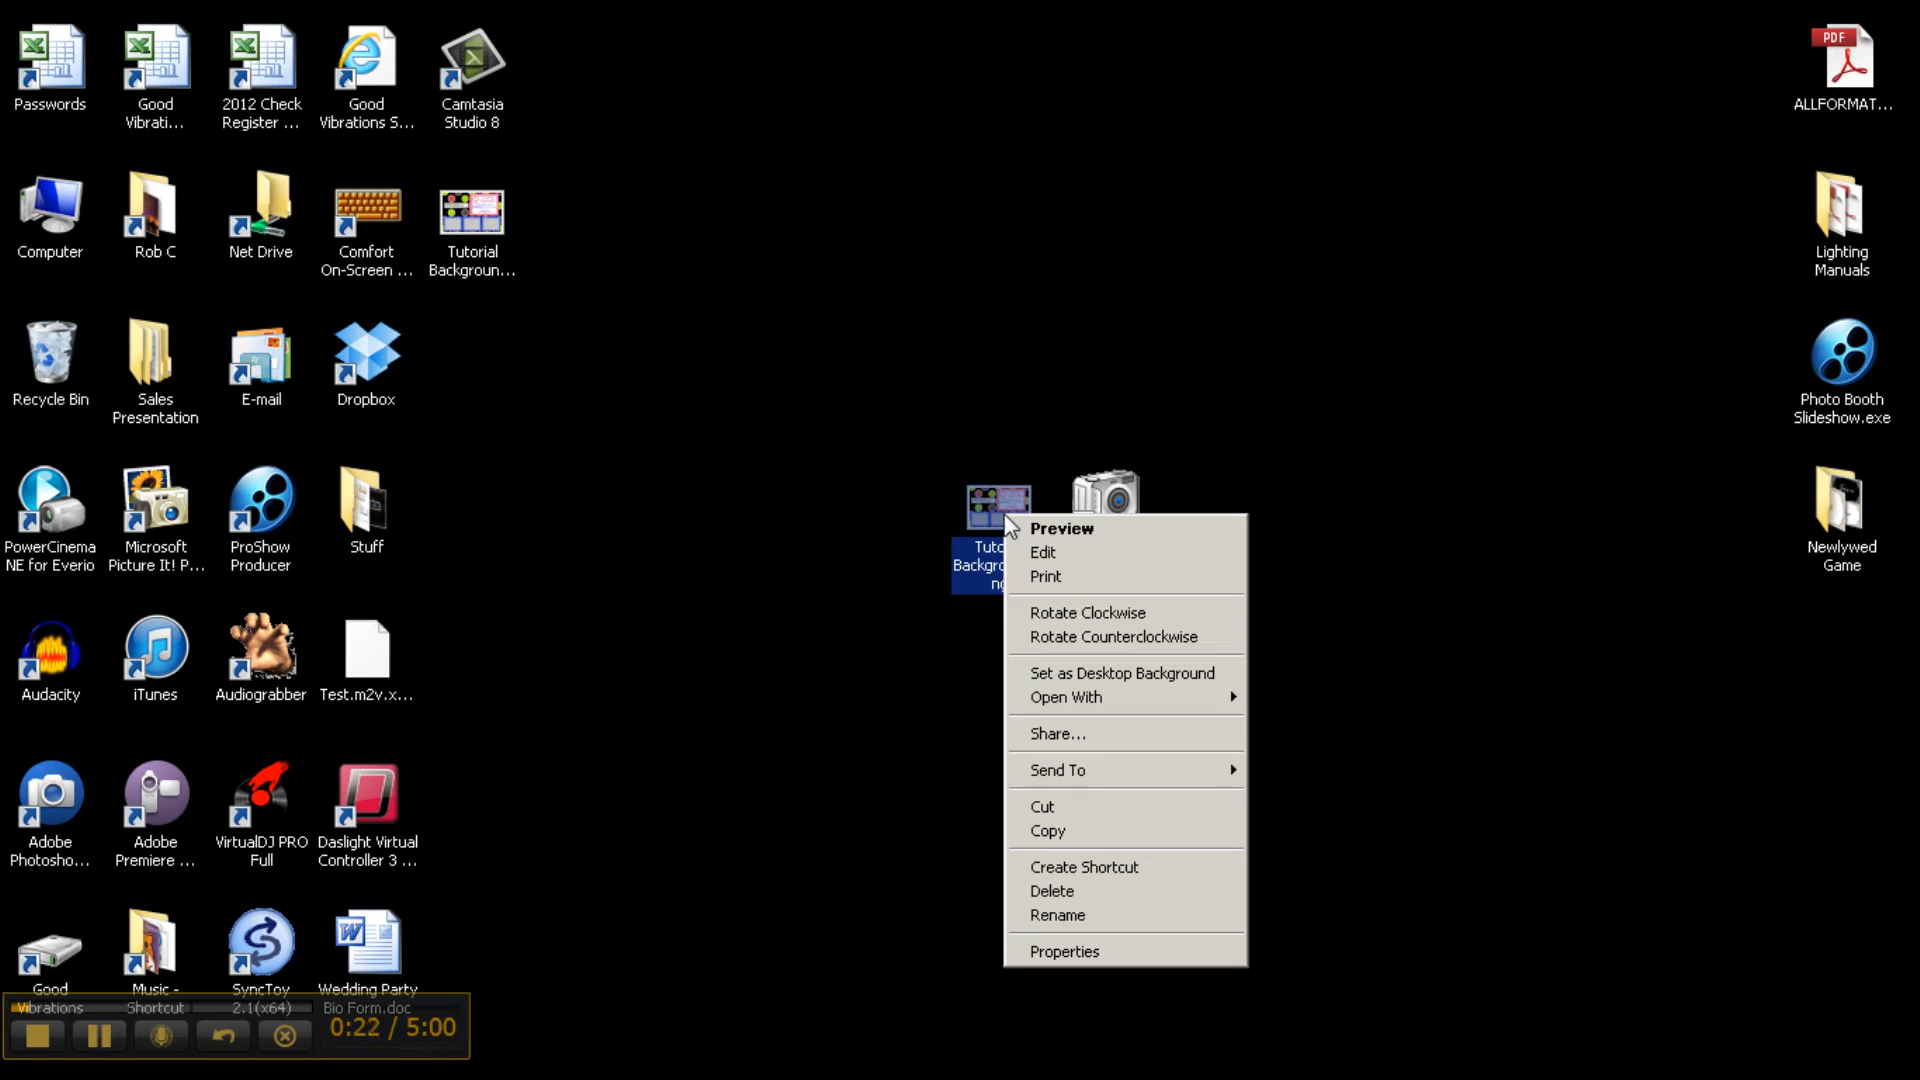 Passwords
Good
Vibrati...
2012 Check
Register ...
Good
Vibrations S...
Camtasia
Studio 8
PDF
ALLFORMAT...
Computer
Rob C
Net Drive
Comfort
On-Screen ...
Tutorial
Backgroun...
Lighting
Manuals
Recycle Bin
Sales
Presentation
E-mail
Dropbox
Photo Booth
Slideshow.exe
PowerCinema
NE for Everio
Microsoft
Picture It! P...
ProShow
Producer
Stuff
Newlywed
Game
Audacity
iTunes
Audiograbber
Test.m2v.x...
Adobe
Photosho...
Adobe
Premiere ...
VirtualDJ PRO
Full
Daslight Virtual
Controller 3 ...
Good
Vibrations
Music -
Shortcut
SyncToy
2.1(x64)
Wedding Party
Bio Form.doc
0:22 / 5:00
Preview
Edit
Print
Rotate Clockwise
Rotate Counterclockwise
Set as Desktop Background
Open With
Share...
Send To
Cut
Copy
Create Shortcut
Delete
Rename
Properties